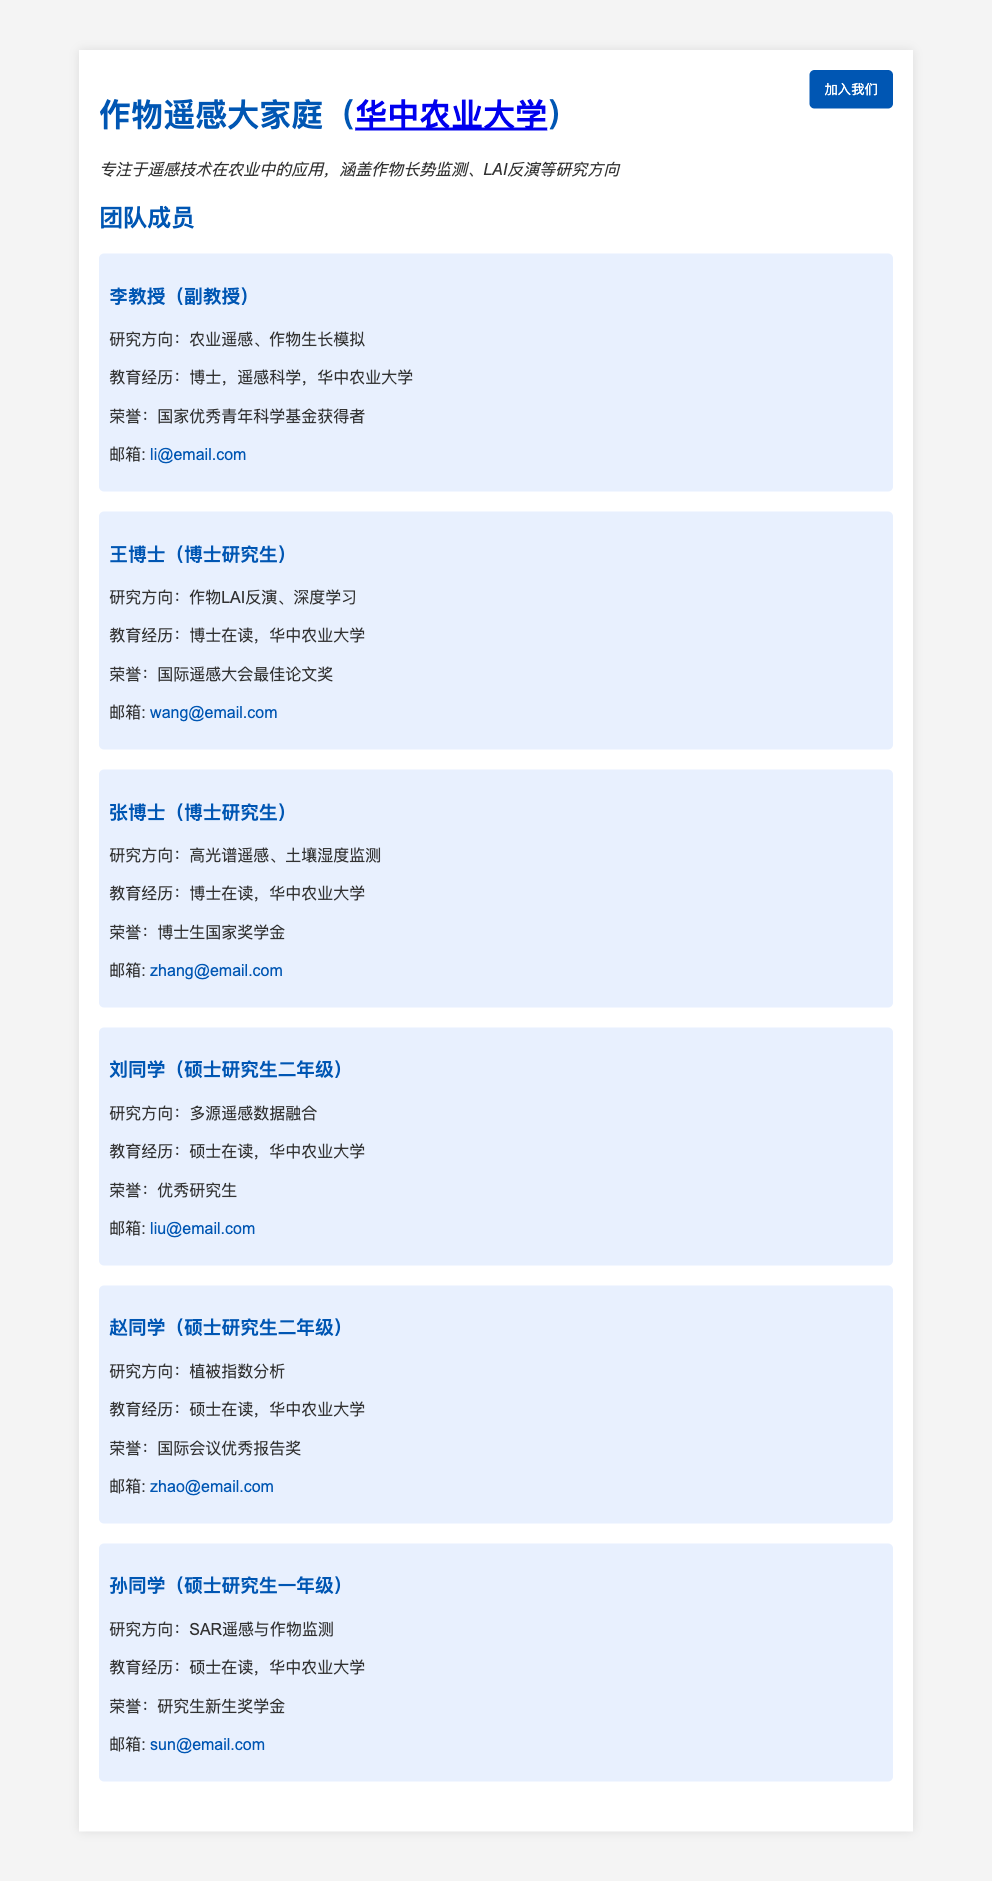 加入我们
作物遥感大家庭（华中农业大学）
专注于遥感技术在农业中的应用，涵盖作物长势监测、LAI反演等研究方向
团队成员
李教授（副教授）
研究方向：农业遥感、作物生长模拟
教育经历：博士，遥感科学，华中农业大学
荣誉：国家优秀青年科学基金获得者
邮箱: li@email.com
王博士（博士研究生）
研究方向：作物LAI反演、深度学习
教育经历：博士在读，华中农业大学
荣誉：国际遥感大会最佳论文奖
邮箱: wang@email.com
张博士（博士研究生）
研究方向：高光谱遥感、土壤湿度监测
教育经历：博士在读，华中农业大学
荣誉：博士生国家奖学金
邮箱: zhang@email.com
刘同学（硕士研究生二年级）
研究方向：多源遥感数据融合
教育经历：硕士在读，华中农业大学
荣誉：优秀研究生
邮箱: liu@email.com
赵同学（硕士研究生二年级）
研究方向：植被指数分析
教育经历：硕士在读，华中农业大学
荣誉：国际会议优秀报告奖
邮箱: zhao@email.com
孙同学（硕士研究生一年级）
研究方向：SAR遥感与作物监测
教育经历：硕士在读，华中农业大学
荣誉：研究生新生奖学金
邮箱: sun@email.com